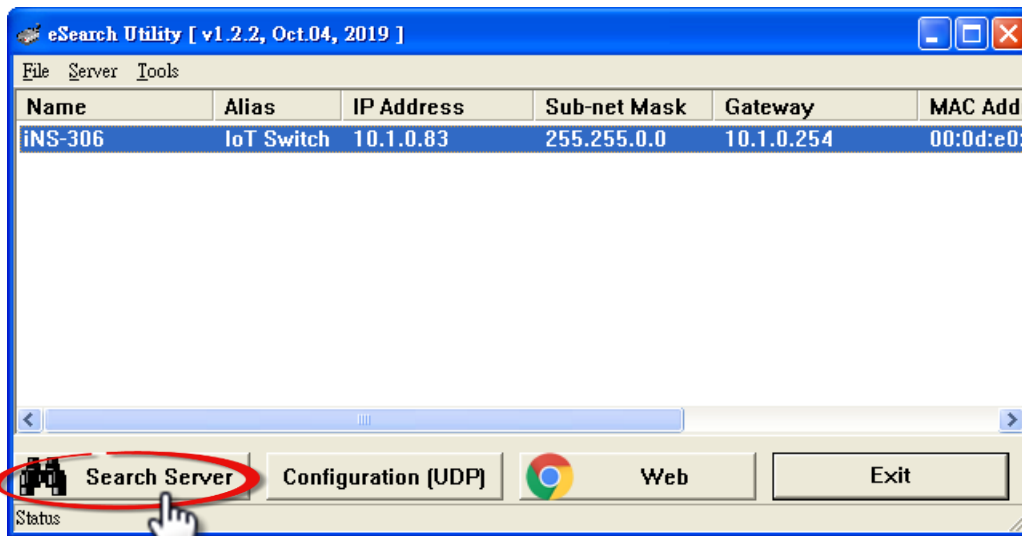 eSearch Utility [ v1.2.2, Oct.04, 2019 ]
File Server Tools
Name Alias IP Address Sub-net Mask Gateway MAC Add
iNS-306 IoT Switch 10.1.0.83 255.255.0.0 10.1.0.254 00:0d:e0:
Search Server Configuration (UDP) Web Exit
Status